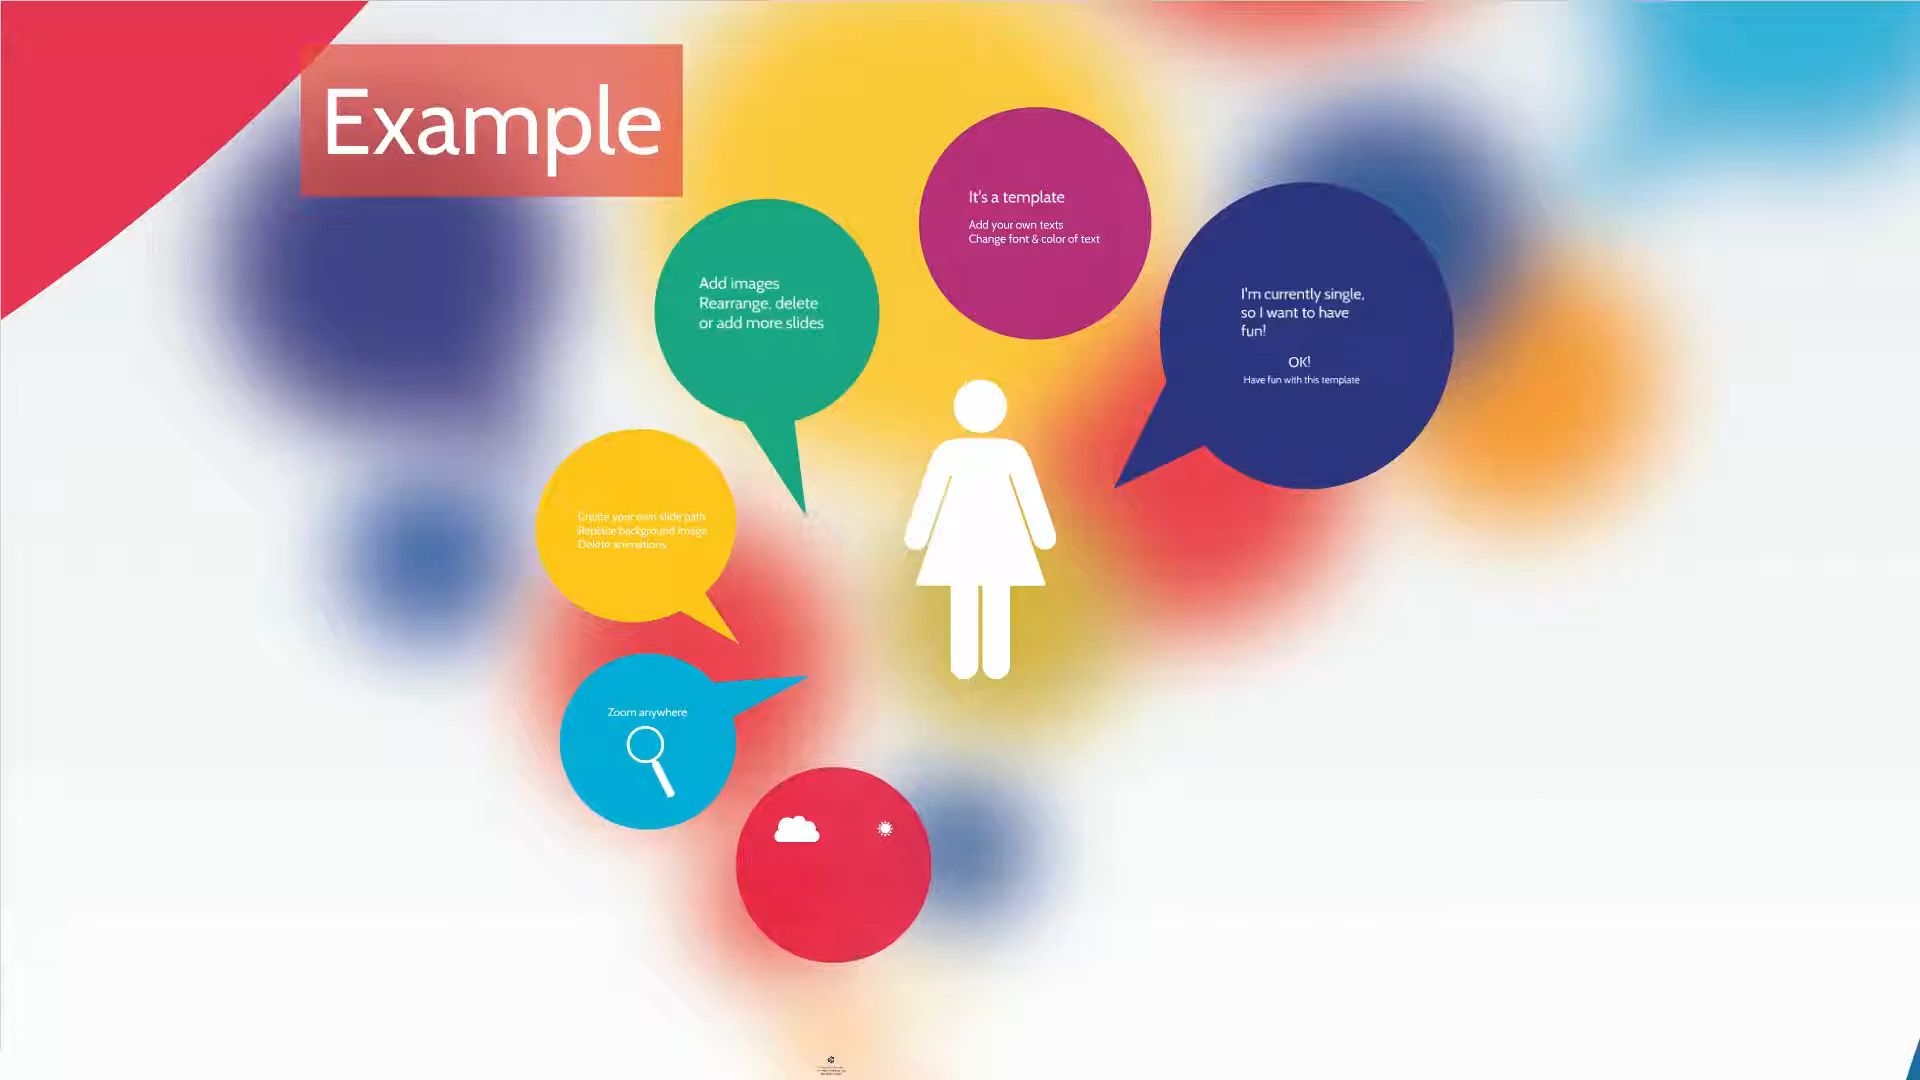 Example
It's a template
Add your own texts
Change font & color of text
Add images
Rearrange, delete
or add more slides
I'm currently single,
so I want to have
fun!
OK!
Have fun with this template
Create your own slide path
Replace background image
Delete animations
Zoom anywhere